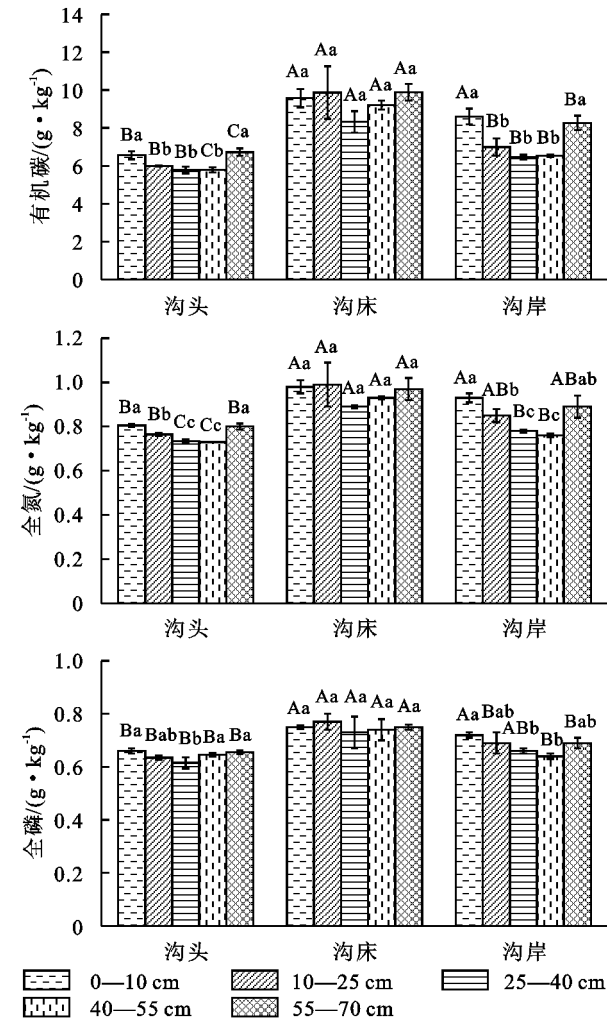 有机碳/(g·kg⁻¹)
14
12
10
8
6
4
2
0
Ba Bb Bb Cb Ca
Aa Aa Aa Aa Aa
Aa Bb Bb Bb Ba
沟头 沟床 沟岸
全氮/(g·kg⁻¹)
1.2
1.0
0.8
0.6
0.4
0.2
0
Ba Bb Cc Cc Ba
Aa Aa Aa Aa Aa
Aa ABb Bc Bc ABab
沟头 沟床 沟岸
全磷/(g·kg⁻¹)
1.0
0.8
0.6
0.4
0.2
0
Ba Bab Bb Ba Ba
Aa Aa Aa Aa Aa
Aa Bab ABb Bb Bab
沟头 沟床 沟岸
0—10 cm 10—25 cm 25—40 cm
40—55 cm 55—70 cm